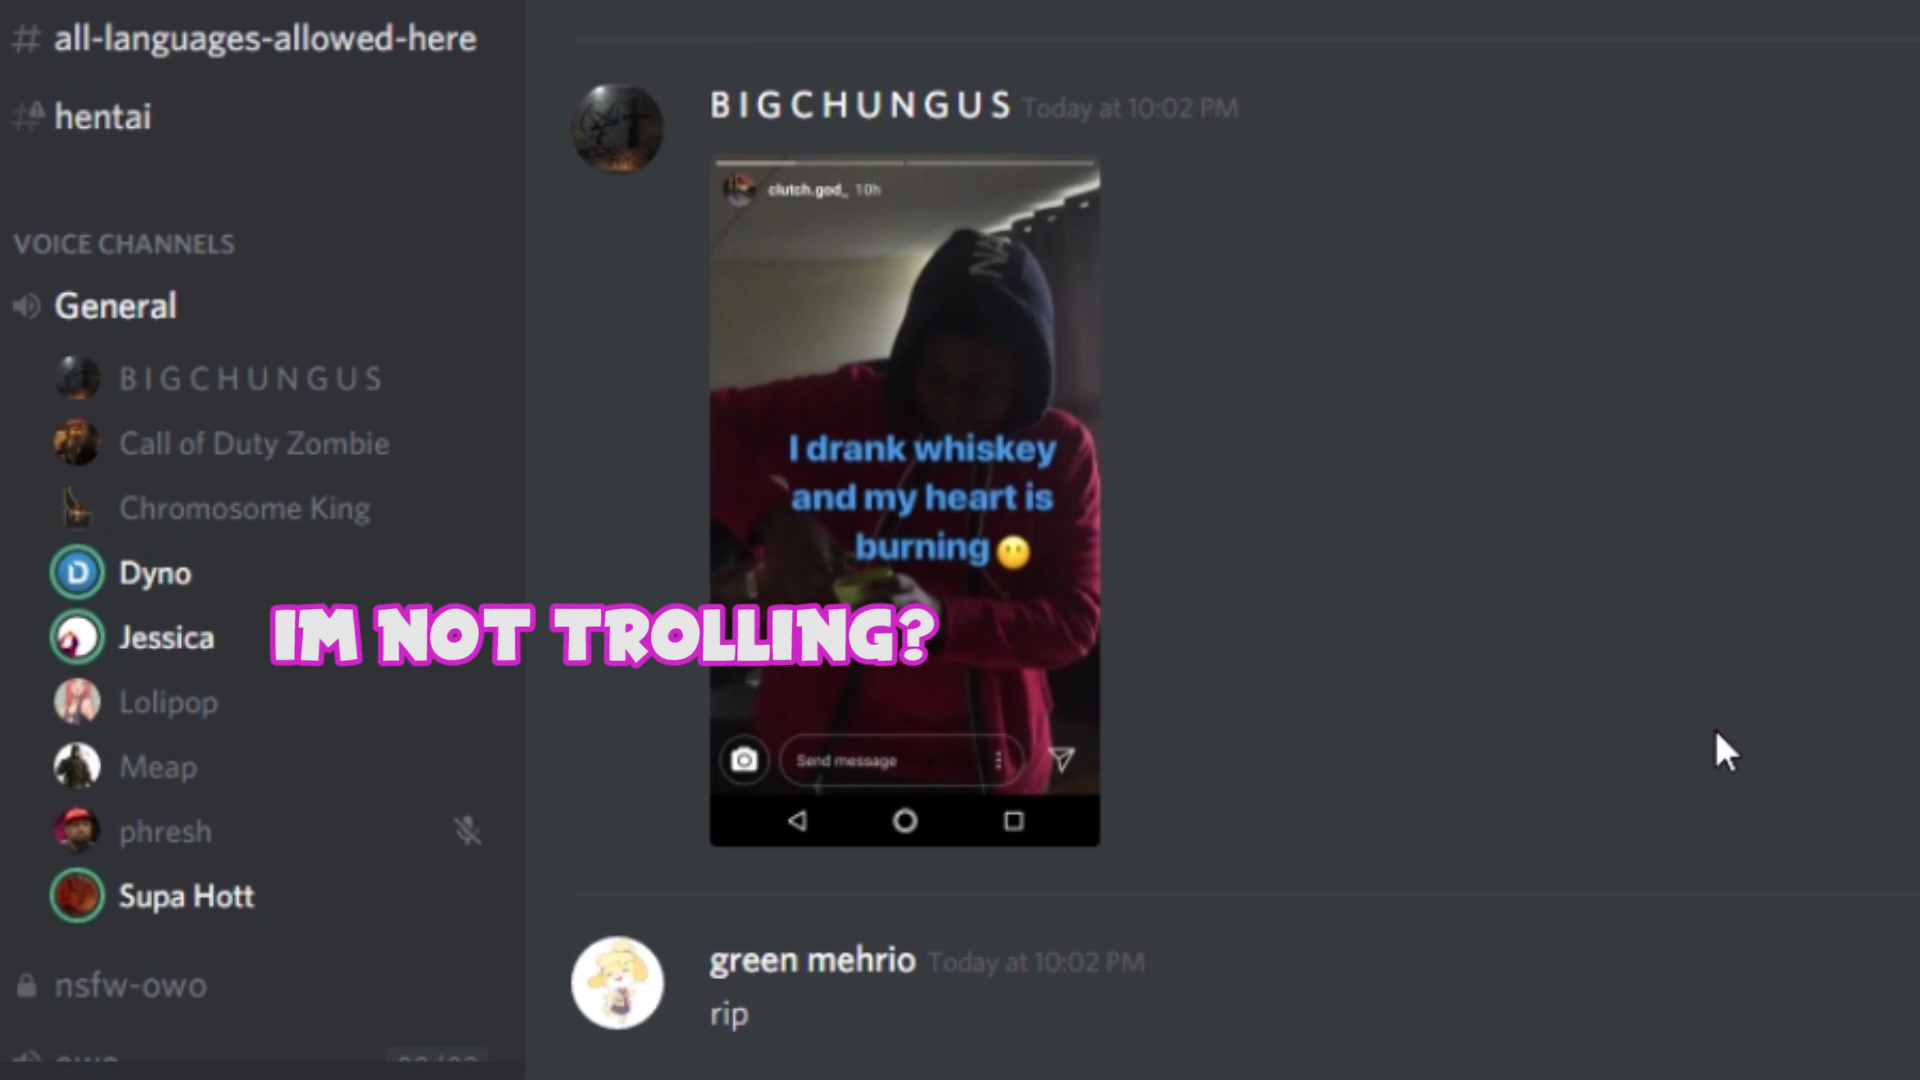 all-languages-allowed-here
hentai
VOICE CHANNELS
General
B I G C H U N G U S
Call of Duty Zombie
Chromosome King
Dyno
Jessica
Lolipop
Meap
phresh
Supa Hott
nsfw-owo
B I G C H U N G U S Today at 10:02 PM
clutch.god_ 10h
NA
I drank whiskey
and my heart is
burning😶
IM NOT TROLLING?
Send message
green mehrio Today at 10:02 PM
rip